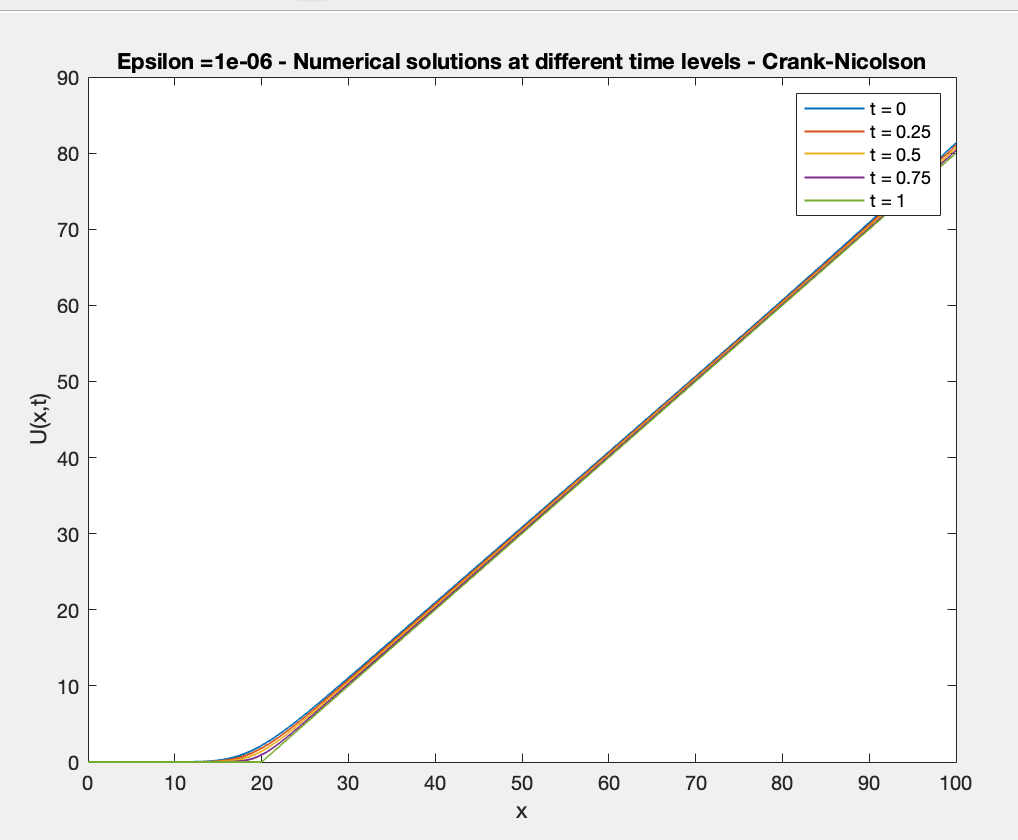 Epsilon =1e-06 - Numerical solutions at different time levels - Crank-Nicolson
90
80
70
60
50
40
30
20
10
0
U(x,t)
t = 0
t = 0.25
t = 0.5
t = 0.75
t = 1
0 10 20 30 40 50 60 70 80 90 100
x